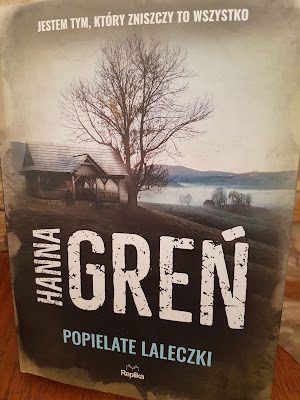 JESTEM TYM, KTÓRY ZNISZCZY TO WSZYSTKO
HANNA
GREŃ
POPIELATE LALECZKI
Replika